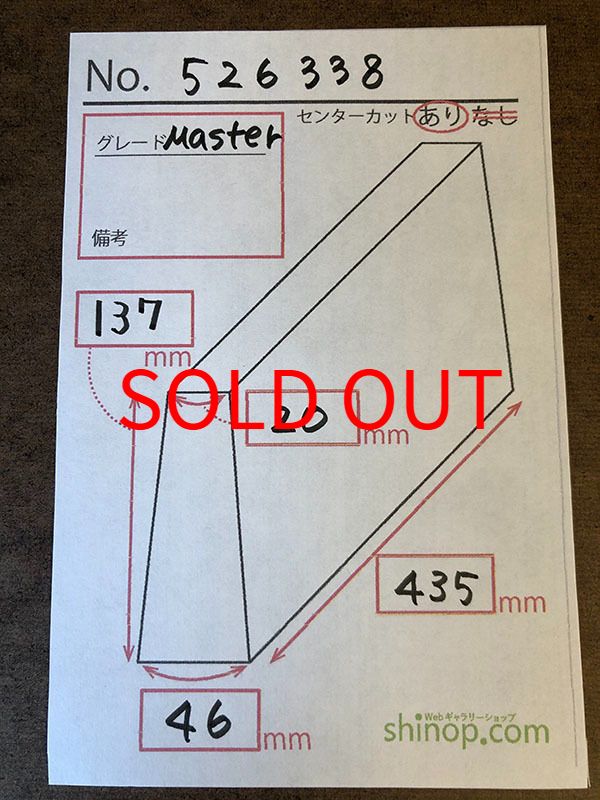 No. 526338
センターカット あり なし
グレード Master
備考
137
mm
SOLD OUT
20 mm
435 mm
46 mm
Webギャラリーショップ
shinop.com